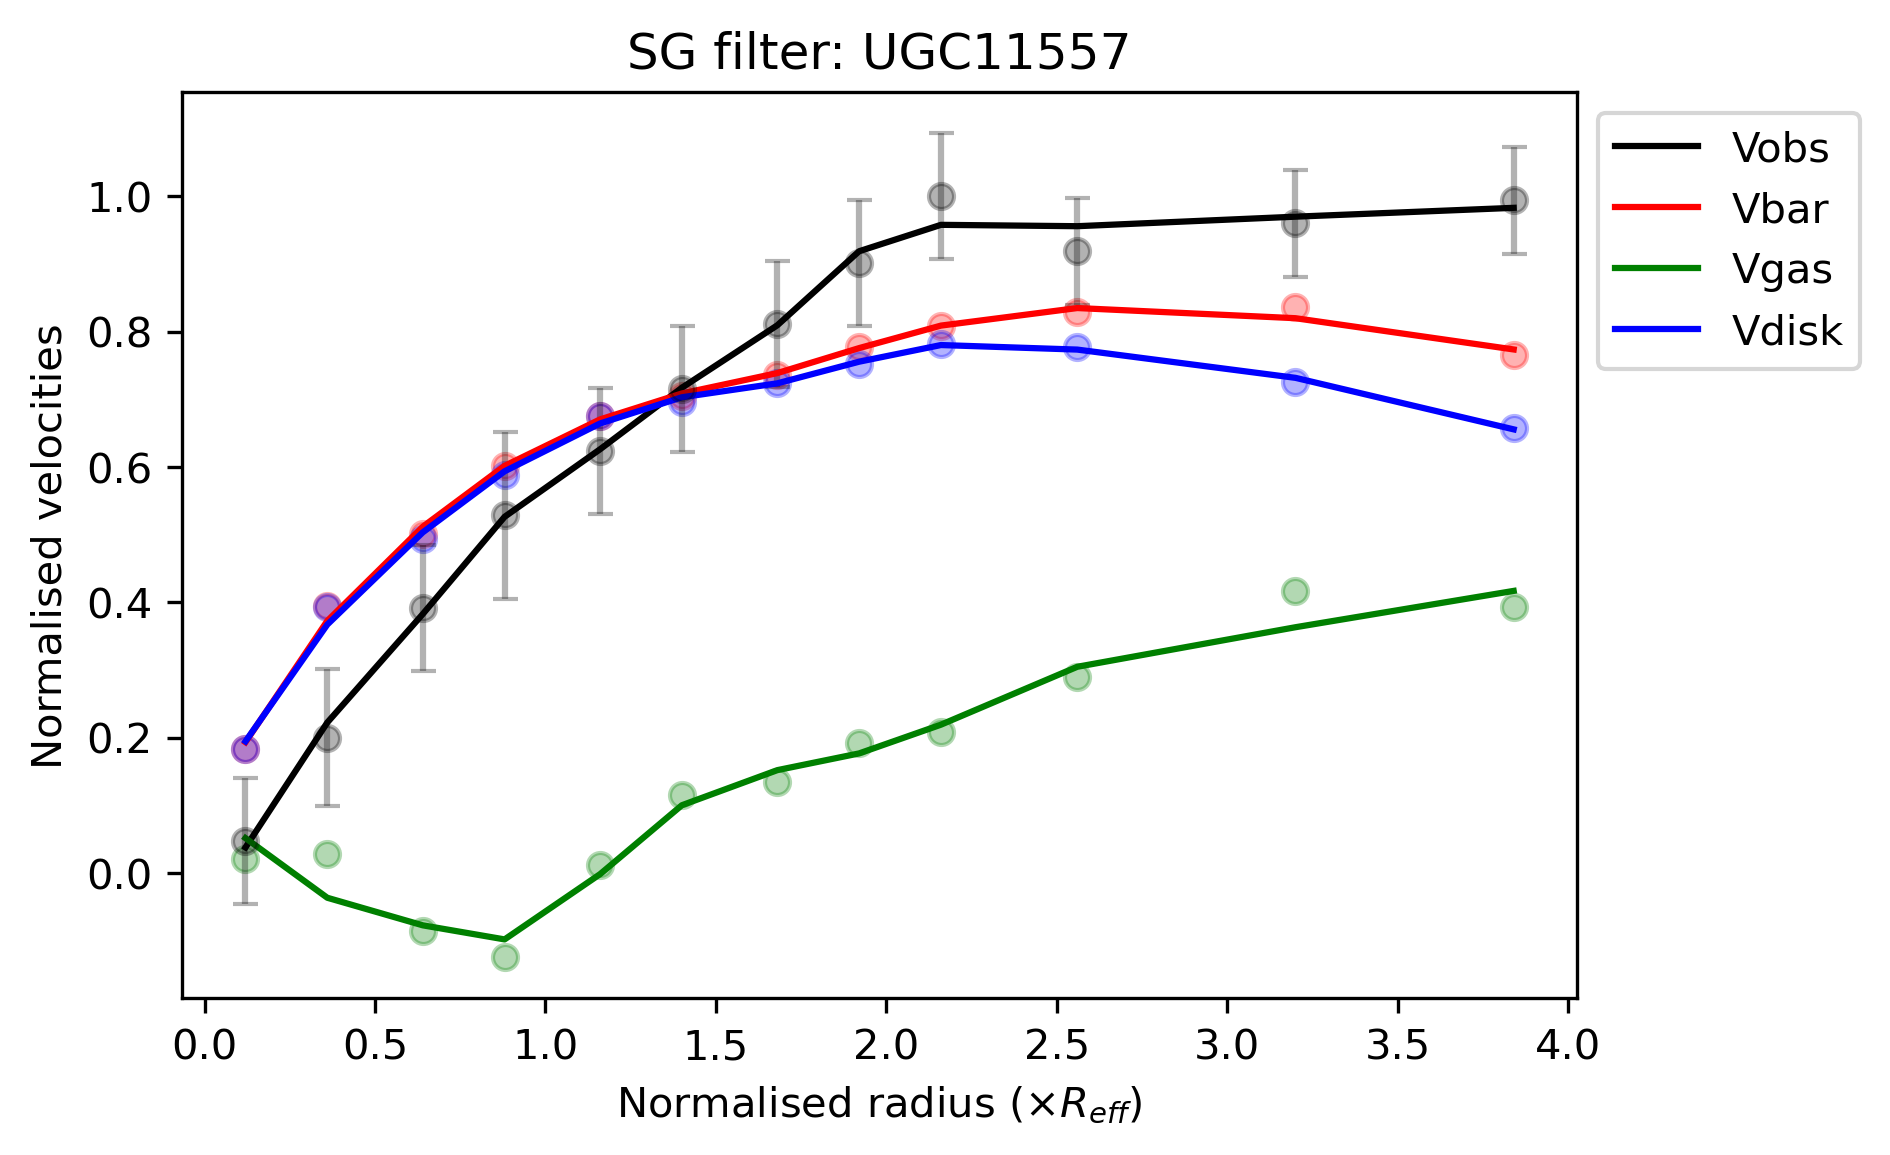 SG filter: UGC11557
Normalised velocities
1.0
0.8
0.6
0.4
0.2
0.0
0.0 0.5 1.0 1.5 2.0 2.5 3.0 3.5 4.0
Normalised radius (×R_eff)
Vobs
Vbar
Vgas
Vdisk